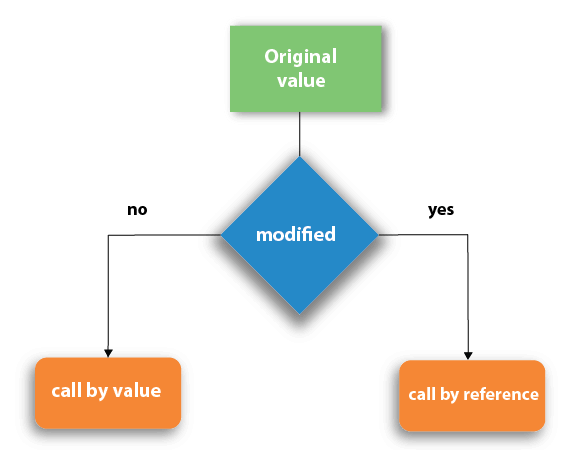 Original
value
no
yes
modified
call by value
call by reference